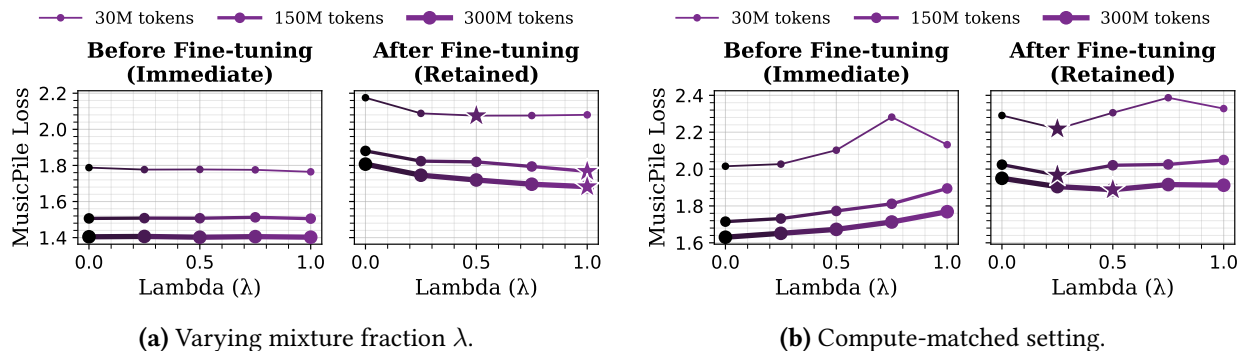 30M tokens 150M tokens 300M tokens
Before Fine-tuning
(Immediate)
After Fine-tuning
(Retained)
MusicPile Loss
2.2
2.0
1.8
1.6
1.4
0.0 0.5 1.0
Lambda (λ)
0.0 0.5 1.0
Lambda (λ)
(a) Varying mixture fraction λ.
30M tokens 150M tokens 300M tokens
Before Fine-tuning
(Immediate)
After Fine-tuning
(Retained)
MusicPile Loss
2.4
2.2
2.0
1.8
1.6
0.0 0.5 1.0
Lambda (λ)
0.0 0.5 1.0
Lambda (λ)
(b) Compute-matched setting.